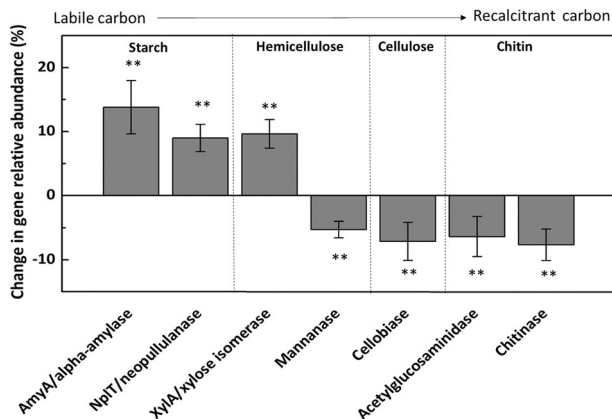 Labile carbon Recalcitrant carbon
Starch Hemicellulose Cellulose Chitin
Change in gene relative abundance (%)
20
10
0
-10
** ** ** ** ** ** **
AmyA/alpha-amylase
NplT/neopullulanase
XylA/xylose isomerase
Mannanase
Cellobiase
Acetylglucosaminidase
Chitinase